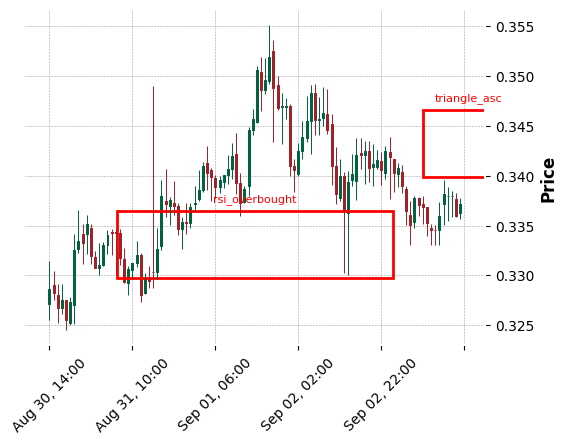 0.355
0.350
triangle_asc
0.345
0.340
Price
rsi_overbought
0.335
0.330
0.325
Aug 30, 14:00
Aug 31, 10:00
Sep 01, 06:00
Sep 02, 02:00
Sep 02, 22:00